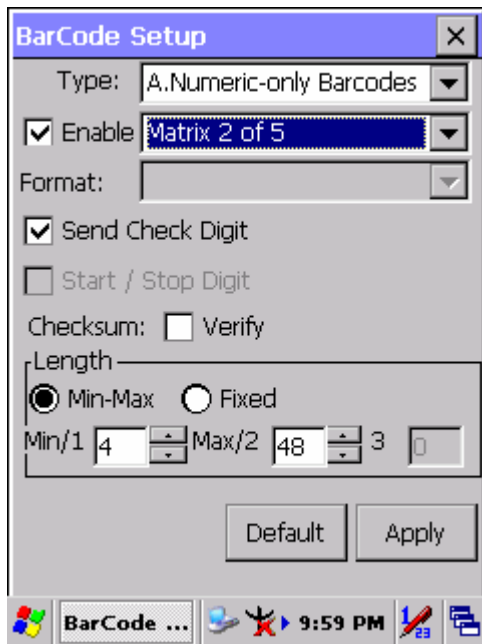 BarCode Setup
Type: A.Numeric-only Barcodes
Enable Matrix 2 of 5
Format:
Send Check Digit
Start / Stop Digit
Checksum: Verify
Length
Min-Max Fixed
Min/1 4 Max/2 48 3 0
Default Apply
BarCode ... 9:59 PM 123